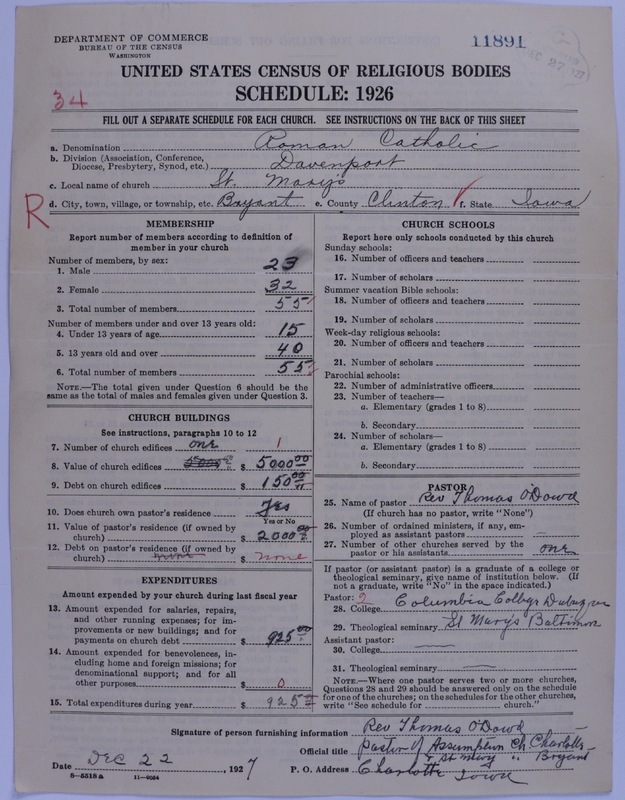 DEPARTMENT OF COMMERCE
BUREAU OF THE CENSUS
WASHINGTON
11891
DEC 27 1927
UNITED STATES CENSUS OF RELIGIOUS BODIES
SCHEDULE: 1926
34
FILL OUT A SEPARATE SCHEDULE FOR EACH CHURCH. SEE INSTRUCTIONS ON THE BACK OF THIS SHEET
a. Denomination Roman Catholic
b. Division (Association, Conference, Diocese, Presbytery, Synod, etc.) Davenport
c. Local name of church St. Marys
R
d. City, town, village, or township, etc. Bryant e. County Clinton f. State Iowa
MEMBERSHIP
Report number of members according to definition of
member in your church
Number of members, by sex:
1. Male 23
2. Female 32
3. Total number of members 55
Number of members under and over 13 years old:
4. Under 13 years of age 15
5. 13 years old and over 40
6. Total number of members 55
NOTE.—The total given under Question 6 should be
same as the total of males and females given under Question 3.
CHURCH BUILDINGS
See instructions, paragraphs 10 to 12
7. Number of church edifices one 1
8. Value of church edifices $ 5000 00
9. Debt on church edifices $ 150 00
10. Does church own pastor's residence Yes
Yes or No
11. Value of pastor's residence (if owned by
church) $ 2000
12. Debt on pastor's residence (if owned by
church) none $ none
EXPENDITURES
Amount expended by your church during last fiscal year
13. Amount expended for salaries, repairs,
and other running expenses; for im-
provements or new buildings; and for
payments on church debt $ 925 00
14. Amount expended for benevolences, in-
cluding home and foreign missions; for
denominational support; and for all
other purposes $ 0
15. Total expenditures during year $ 925
CHURCH SCHOOLS
Report here only schools conducted by this church
Sunday schools:
16. Number of officers and teachers
17. Number of scholars
Summer vacation Bible schools:
18. Number of officers and teachers
19. Number of scholars
Week-day religious schools:
20. Number of officers and teachers
21. Number of scholars
Parochial schools:
22. Number of administrative officers
23. Number of teachers—
a. Elementary (grades 1 to 8)
b. Secondary
24. Number of scholars—
a. Elementary (grades 1 to 8)
b. Secondary
PASTOR
25. Name of pastor Rev Thomas O'Dowd
(If church has no pastor, write "None")
26. Number of ordained ministers, if any, em-
ployed as assistant pastors
27. Number of other churches served by the
pastor or his assistants one
If pastor (or assistant pastor) is a graduate of a college or
theological seminary, give name of institution below. (If
not a graduate, write "No" in the space indicated.)
Pastor: 2
28. College Columbia College Dubuque
29. Theological seminary St Marys Baltimore
Assistant pastor:
30. College
31. Theological seminary
NOTE.—Where one pastor serves two or more churches,
Questions 28 and 29 should be answered only on the schedule
for one of the churches; on the schedules for the other churches,
write "See schedule for church."
Signature of person furnishing information Rev Thomas O'Dowd
Official title Pastor of Assumption Ch Charlotte
& St Mary " Bryant
Date Dec 22, 1927 P. O. Address Charlotte Iowa
8—5518a 11—9054